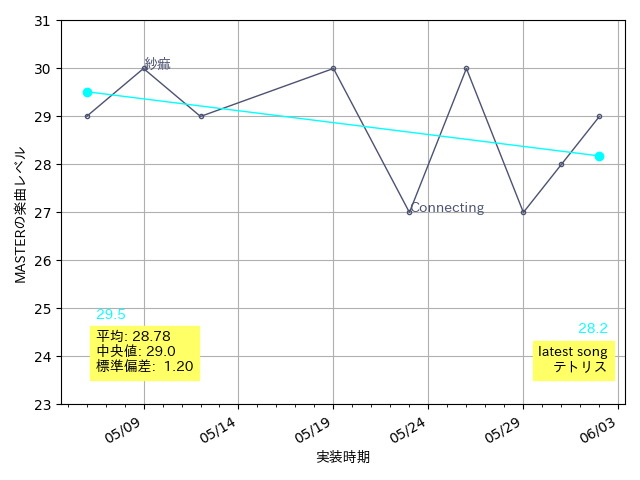 31
30
29
28
27
26
25
24
23
MASTERの楽曲レベル
紗痲
Connecting
29.5
平均: 28.78
中央値: 29.0
標準偏差: 1.20
28.2
latest song
テトリス
05/09
05/14
05/19
05/24
05/29
06/03
実装時期